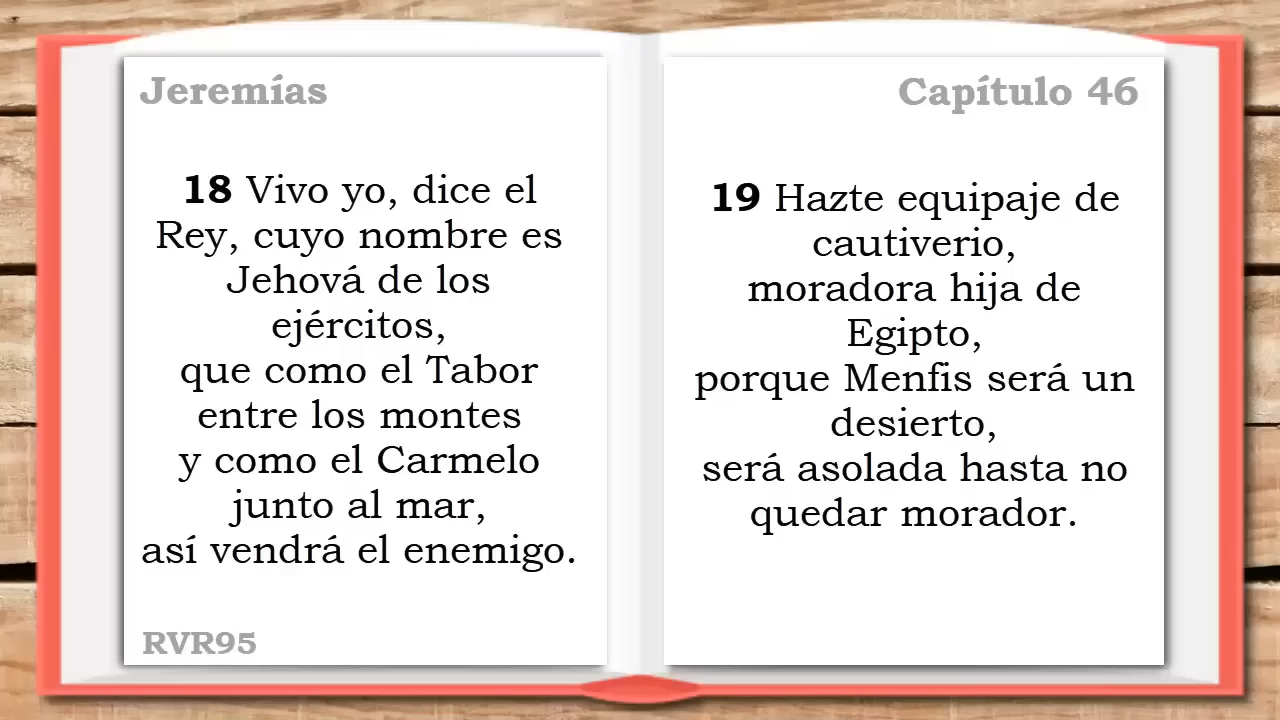 Jeremías
18 Vivo yo, dice el
Rey, cuyo nombre es
Jehová de los
ejércitos,
que como el Tabor
entre los montes
y como el Carmelo
junto al mar,
así vendrá el enemigo.
RVR95
Capítulo 46
19 Hazte equipaje de
cautiverio,
moradora hija de
Egipto,
porque Menfis será un
desierto,
será asolada hasta no
quedar morador.